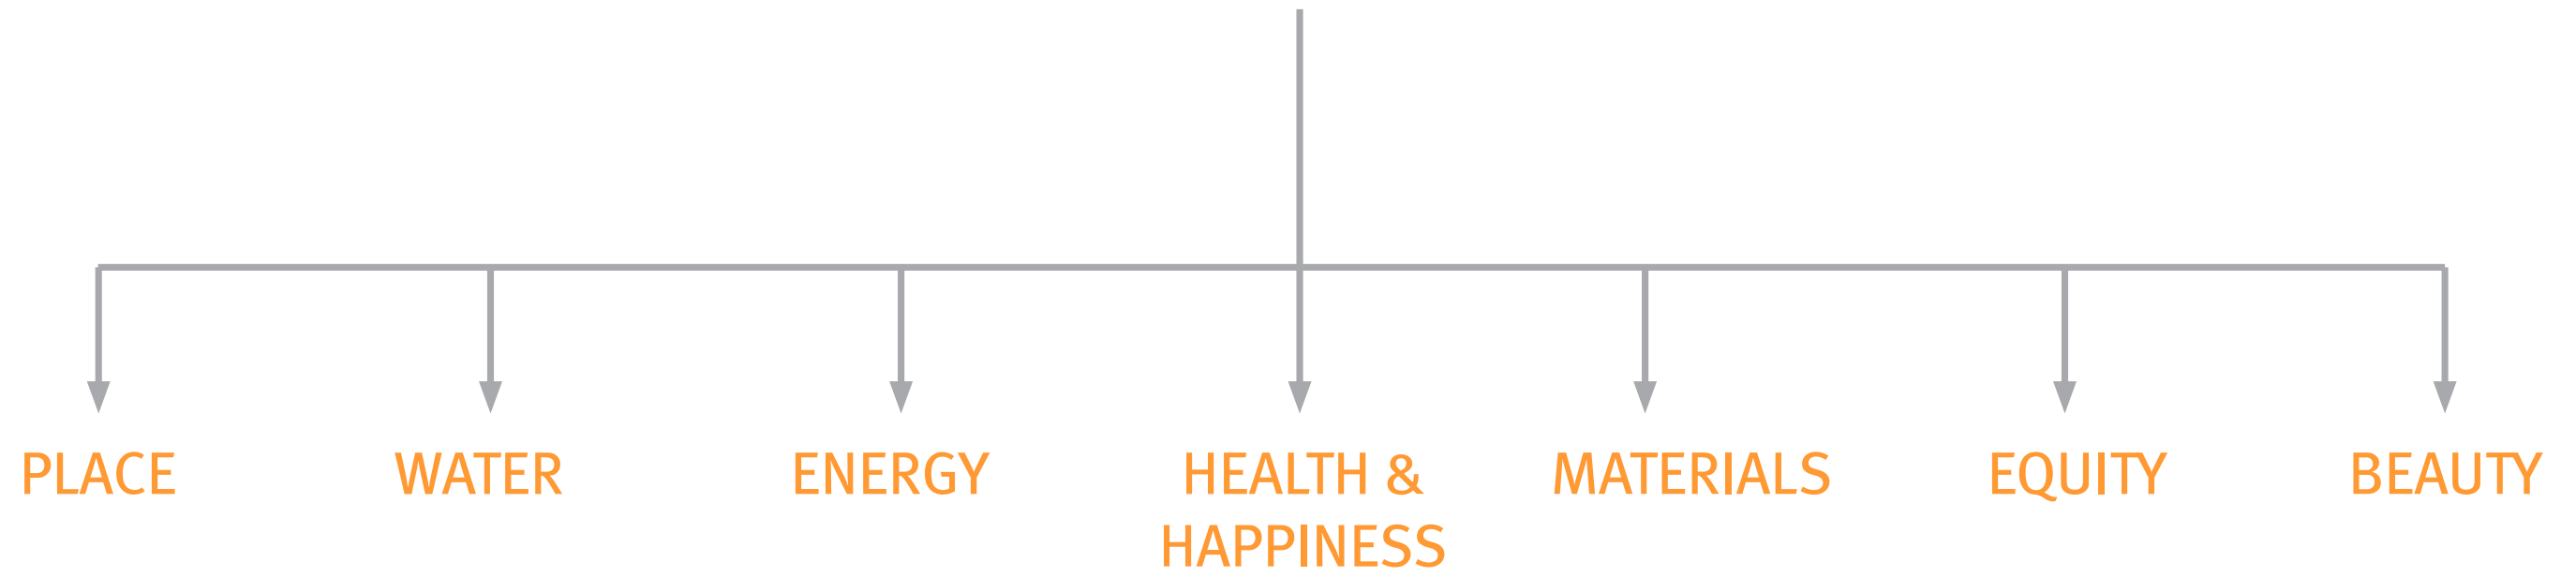 PLACE
WATER
ENERGY
HEALTH &
HAPPINESS
MATERIALS
EQUITY
BEAUTY